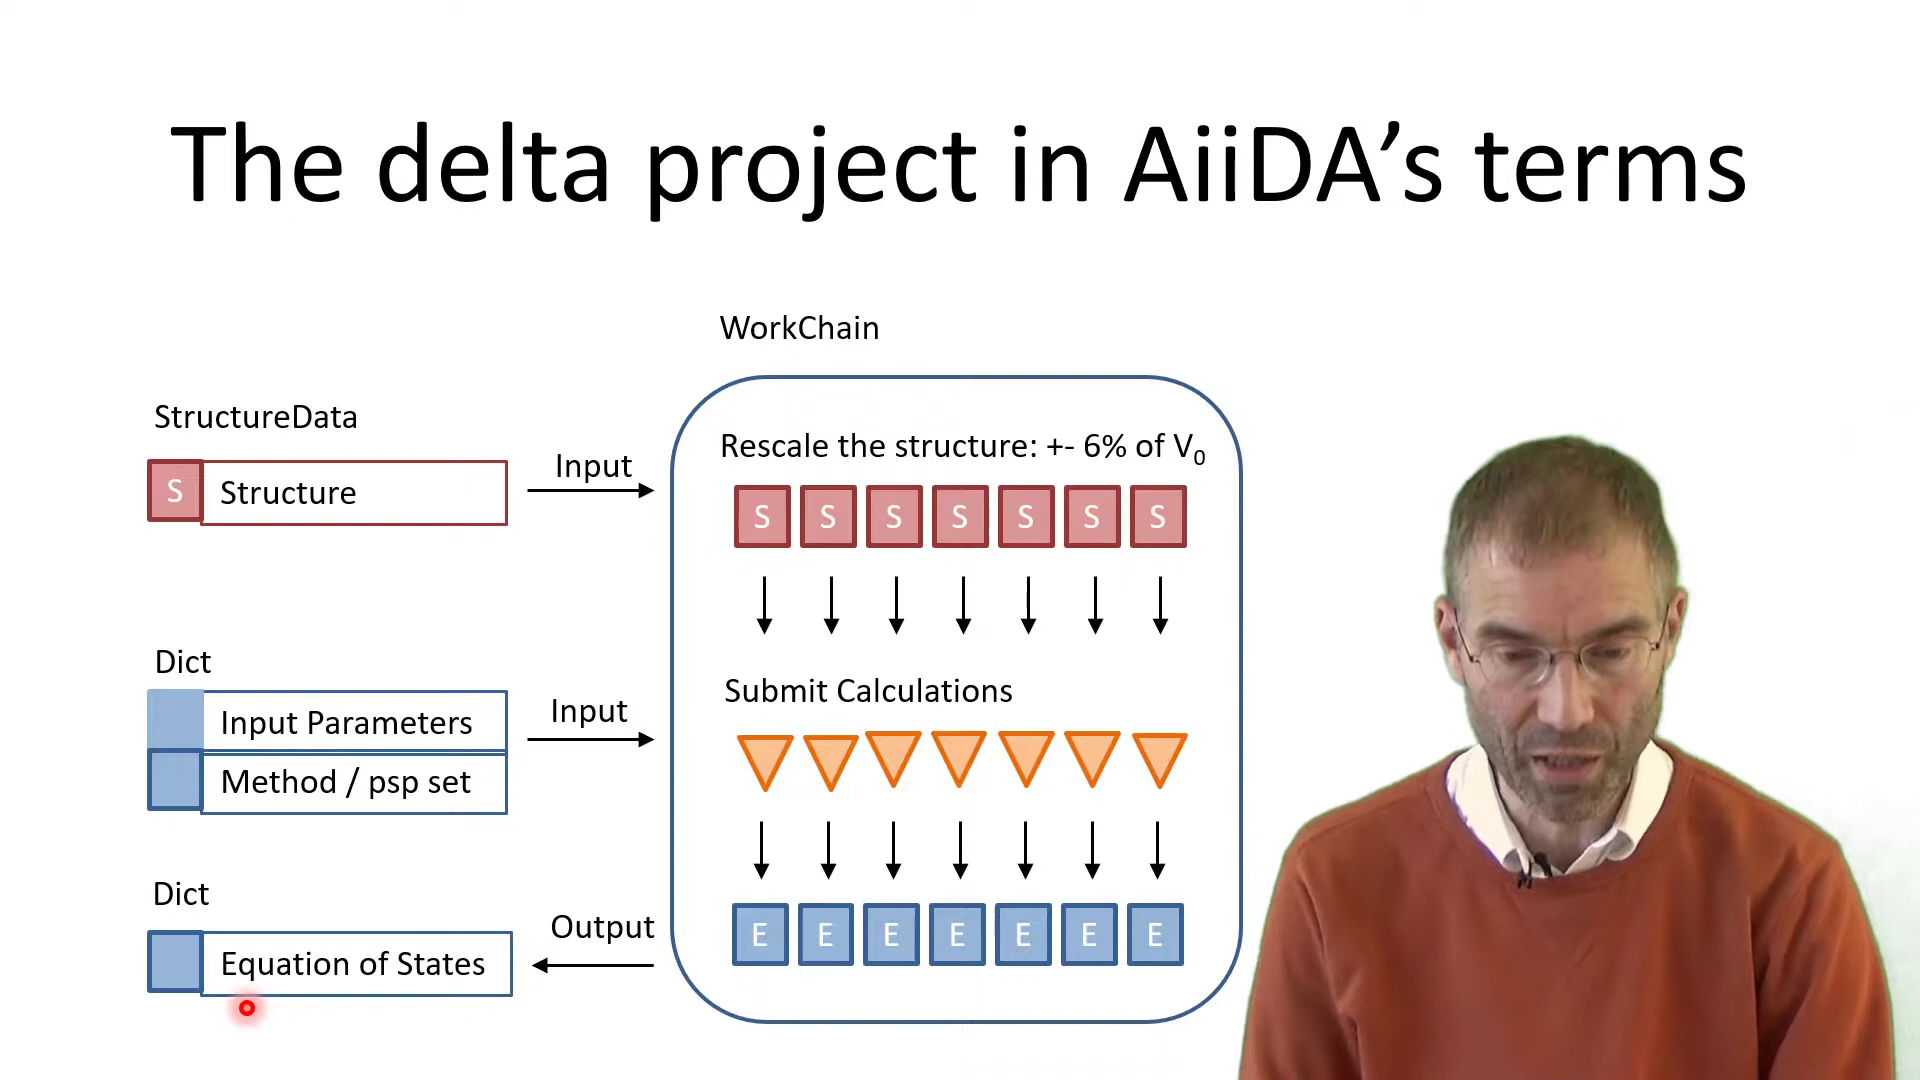 The delta project in AiiDA’s terms
WorkChain
StructureData
S Structure
Input
Rescale the structure: +- 6% of V0
S S S S S S S
Dict
Input Parameters
Method / psp set
Input
Submit Calculations
Dict
Equation of States
Output
E E E E E E E